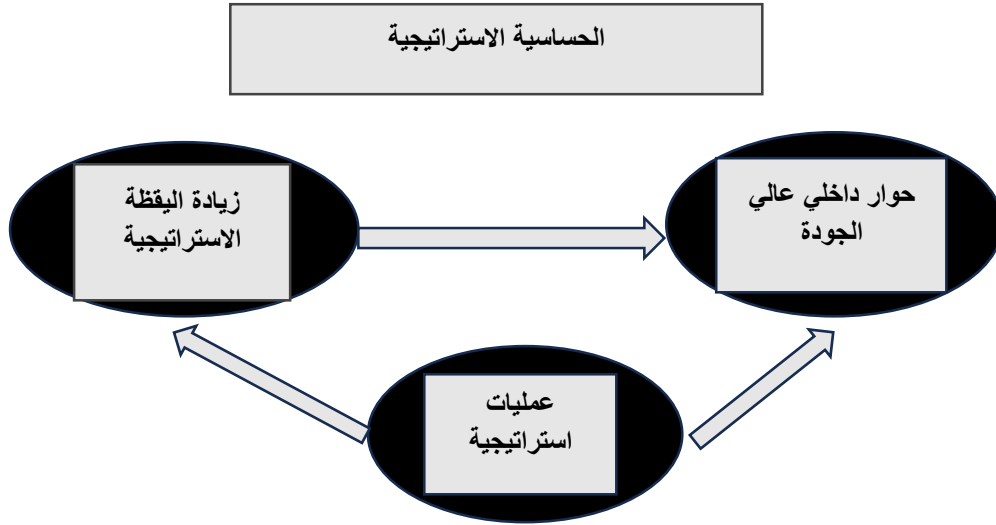 الحساسية الاستراتيجية
حوار داخلي عالي
الجودة
زيادة اليقظة
الاستراتيجية
عمليات
استراتيجية